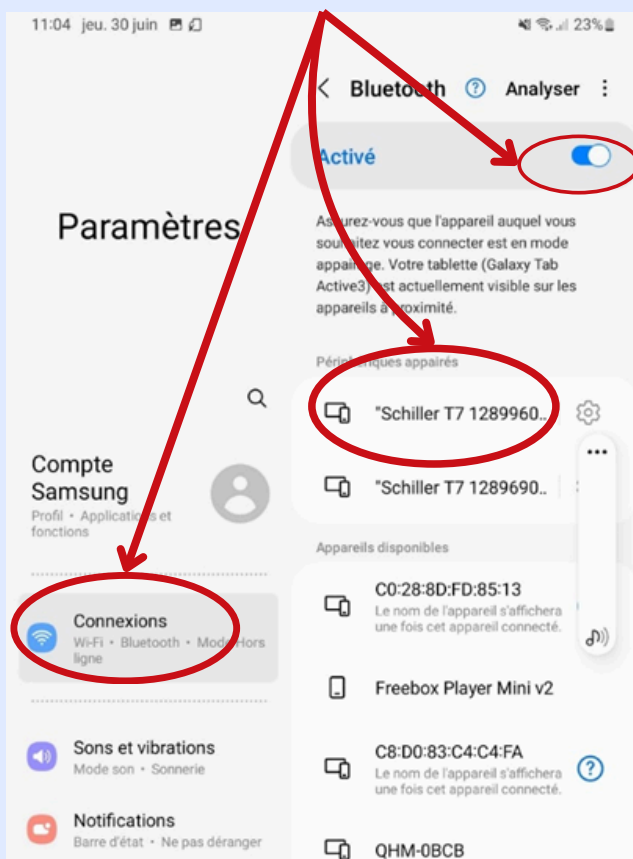 11:04 jeu. 30 juin
23%
Paramètres
Compte
Samsung
Profil • Applications et
fonctions
Connexions
Wi-Fi • Bluetooth • Mode Hors
ligne
Sons et vibrations
Mode son • Sonnerie
Notifications
Barre d'état • Ne pas déranger
Bluetooth ? Analyser
Activé
Assurez-vous que l'appareil auquel vous
souhaitez vous connecter est en mode
appairage. Votre tablette (Galaxy Tab
Active3) est actuellement visible sur les
appareils à proximité.
Périphériques appairés
"Schiller T7 1289960..
"Schiller T7 1289690..
Appareils disponibles
C0:28:8D:FD:85:13
Le nom de l'appareil s'affichera
une fois cet appareil connecté.
Freebox Player Mini v2
C8:D0:83:C4:C4:FA
Le nom de l'appareil s'affichera
une fois cet appareil connecté.
?
QHM-0BCB